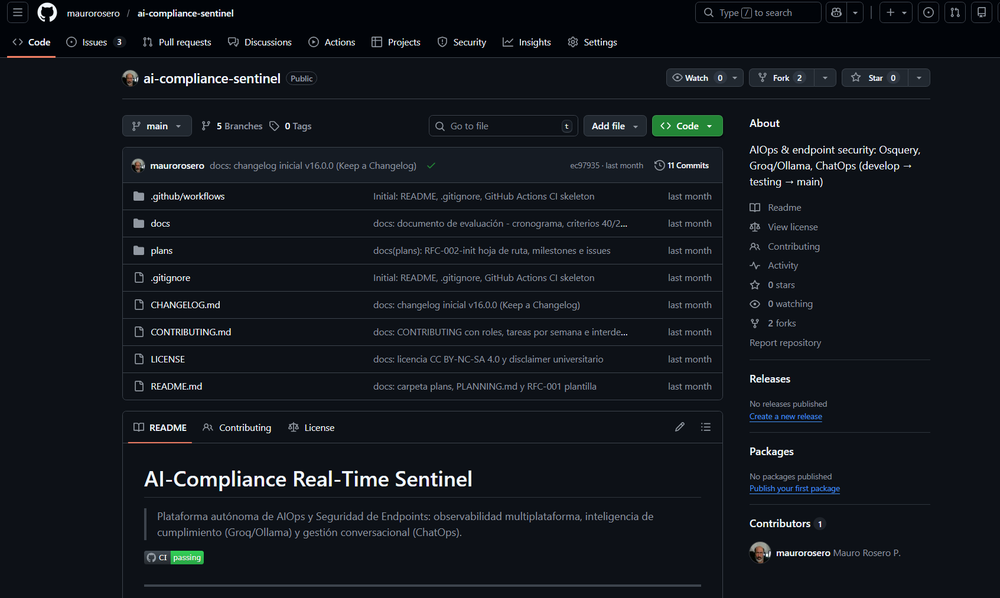 maurorosero / ai-compliance-sentinel
Type / to search
Code
Issues 3
Pull requests
Discussions
Actions
Projects
Security
Insights
Settings
ai-compliance-sentinel Public
Watch 0
Fork 2
Star 0
main
5 Branches
0 Tags
Go to file t
Add file
Code
maurorosero docs: changelog inicial v16.0.0 (Keep a Changelog) ec97935 · last month 11 Commits
.github/workflows Initial: README, .gitignore, GitHub Actions CI skeleton last month
docs docs: documento de evaluación - cronograma, criterios 40/2... last month
plans docs(plans): RFC-002-init hoja de ruta, milestones e issues last month
.gitignore Initial: README, .gitignore, GitHub Actions CI skeleton last month
CHANGELOG.md docs: changelog inicial v16.0.0 (Keep a Changelog) last month
CONTRIBUTING.md docs: CONTRIBUTING con roles, tareas por semana e interde... last month
LICENSE docs: licencia CC BY-NC-SA 4.0 y disclaimer universitario last month
README.md docs: carpeta plans, PLANNING.md y RFC-001 plantilla last month
README
Contributing
License
AI-Compliance Real-Time Sentinel
Plataforma autónoma de AIOps y Seguridad de Endpoints: observabilidad multiplataforma, inteligencia de
cumplimiento (Groq/Ollama) y gestión conversacional (ChatOps).
CI passing
About
AIOps & endpoint security: Osquery,
Groq/Ollama, ChatOps (develop →
testing → main)
Readme
View license
Contributing
Activity
0 stars
0 watching
2 forks
Report repository
Releases
No releases published
Create a new release
Packages
No packages published
Publish your first package
Contributors 1
maurorosero Mauro Rosero P.